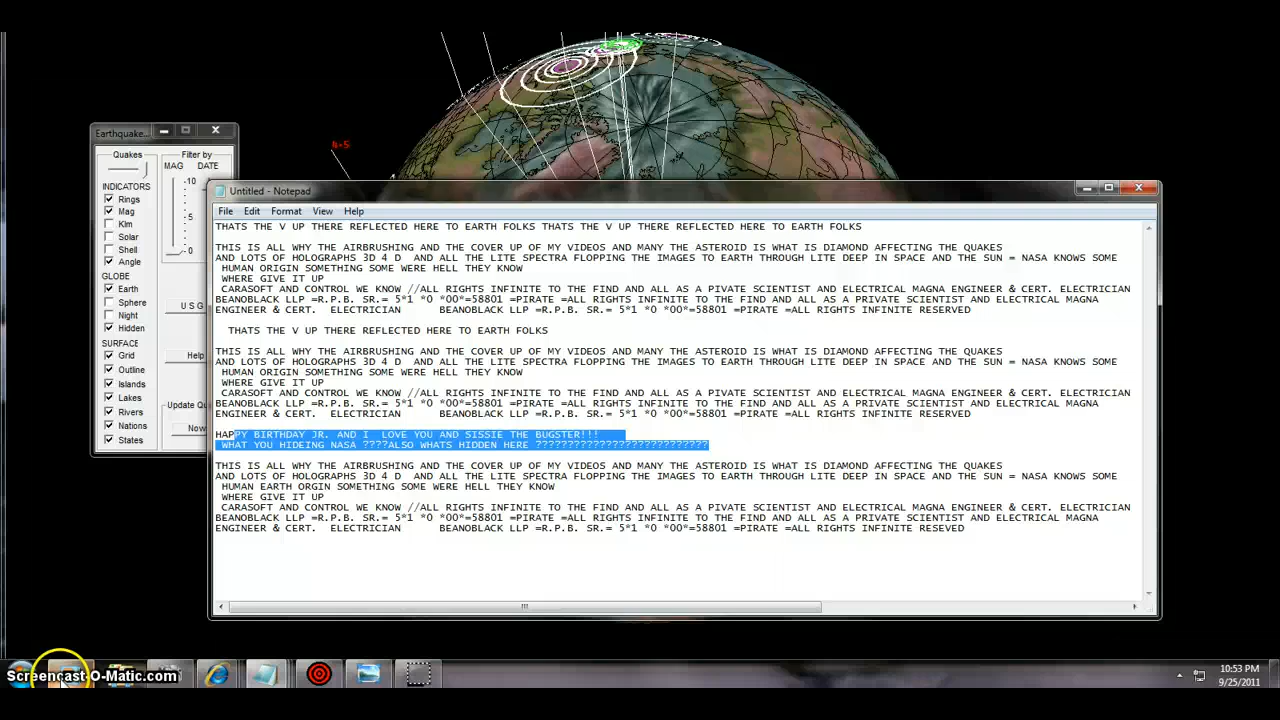 4+5
Earthquake...
Quakes
Filter by
MAG DATE
INDICATORS
-10
Rings
Mag
-5
Klm
Solar
Shell
-0
Angle
GLOBE
Earth
Sphere
U S G
Night
Hidden
SURFACE
Grid
Help
Outline
Islands
Lakes
Rivers
Update Qu
Nations
Now
States
Untitled - Notepad
File Edit Format View Help
THATS THE V UP THERE REFLECTED HERE TO EARTH FOLKS THATS THE V UP THERE REFLECTED HERE TO EARTH FOLKS
THIS IS ALL WHY THE AIRBRUSHING AND THE COVER UP OF MY VIDEOS AND MANY THE ASTEROID IS WHAT IS DIAMOND AFFECTING THE QUAKES
AND LOTS OF HOLOGRAPHS 3D 4 D AND ALL THE LITE SPECTRA FLOPPING THE IMAGES TO EARTH THROUGH LITE DEEP IN SPACE AND THE SUN = NASA KNOWS SOME
HUMAN ORIGIN SOMETHING SOME WERE HELL THEY KNOW
WHERE GIVE IT UP
CARASOFT AND CONTROL WE KNOW //ALL RIGHTS INFINITE TO THE FIND AND ALL AS A PIVATE SCIENTIST AND ELECTRICAL MAGNA ENGINEER & CERT. ELECTRICIAN
BEANOBLACK LLP =R.P.B. SR.= 5*1 *0 *00*=58801 =PIRATE =ALL RIGHTS INFINITE TO THE FIND AND ALL AS A PRIVATE SCIENTIST AND ELECTRICAL MAGNA
ENGINEER & CERT. ELECTRICIAN BEANOBLACK LLP =R.P.B. SR.= 5*1 *0 *00*=58801 =PIRATE =ALL RIGHTS INFINITE RESERVED
THATS THE V UP THERE REFLECTED HERE TO EARTH FOLKS
THIS IS ALL WHY THE AIRBRUSHING AND THE COVER UP OF MY VIDEOS AND MANY THE ASTEROID IS WHAT IS DIAMOND AFFECTING THE QUAKES
AND LOTS OF HOLOGRAPHS 3D 4 D AND ALL THE LITE SPECTRA FLOPPING THE IMAGES TO EARTH THROUGH LITE DEEP IN SPACE AND THE SUN = NASA KNOWS SOME
HUMAN ORIGIN SOMETHING SOME WERE HELL THEY KNOW
WHERE GIVE IT UP
CARASOFT AND CONTROL WE KNOW //ALL RIGHTS INFINITE TO THE FIND AND ALL AS A PIVATE SCIENTIST AND ELECTRICAL MAGNA ENGINEER & CERT. ELECTRICIAN
BEANOBLACK LLP =R.P.B. SR.= 5*1 *0 *00*=58801 =PIRATE =ALL RIGHTS INFINITE TO THE FIND AND ALL AS A PRIVATE SCIENTIST AND ELECTRICAL MAGNA
ENGINEER & CERT. ELECTRICIAN BEANOBLACK LLP =R.P.B. SR.= 5*1 *0 *00*=58801 =PIRATE =ALL RIGHTS INFINITE RESERVED
HAPPY BIRTHDAY JR. AND I LOVE YOU AND SISSIE THE BUGSTER!!!
WHAT YOU HIDEING NASA ????ALSO WHATS HIDDEN HERE ???????????????????????????
THIS IS ALL WHY THE AIRBRUSHING AND THE COVER UP OF MY VIDEOS AND MANY THE ASTEROID IS WHAT IS DIAMOND AFFECTING THE QUAKES
AND LOTS OF HOLOGRAPHS 3D 4 D AND ALL THE LITE SPECTRA FLOPPING THE IMAGES TO EARTH THROUGH LITE DEEP IN SPACE AND THE SUN = NASA KNOWS SOME
HUMAN EARTH ORGIN SOMETHING SOME WERE HELL THEY KNOW
WHERE GIVE IT UP
CARASOFT AND CONTROL WE KNOW //ALL RIGHTS INFINITE TO THE FIND AND ALL AS A PIVATE SCIENTIST AND ELECTRICAL MAGNA ENGINEER & CERT. ELECTRICIAN
BEANOBLACK LLP =R.P.B. SR.= 5*1 *0 *00*=58801 =PIRATE =ALL RIGHTS INFINITE TO THE FIND AND ALL AS A PRIVATE SCIENTIST AND ELECTRICAL MAGNA
ENGINEER & CERT. ELECTRICIAN BEANOBLACK LLP =R.P.B. SR.= 5*1 *0 *00*=58801 =PIRATE =ALL RIGHTS INFINITE RESEVED
Screencast-O-Matic.com
10:53 PM
9/25/2011